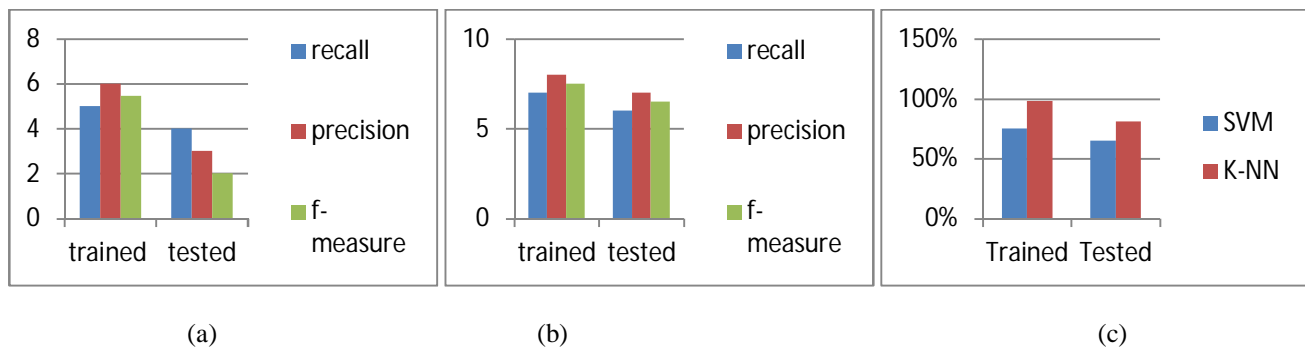 8
6
4
2
0
trained tested
recall
precision
f-
measure
10
5
0
trained tested
recall
precision
f-
measure
150%
100%
50%
0%
Trained Tested
SVM
K-NN
(a) (b) (c)